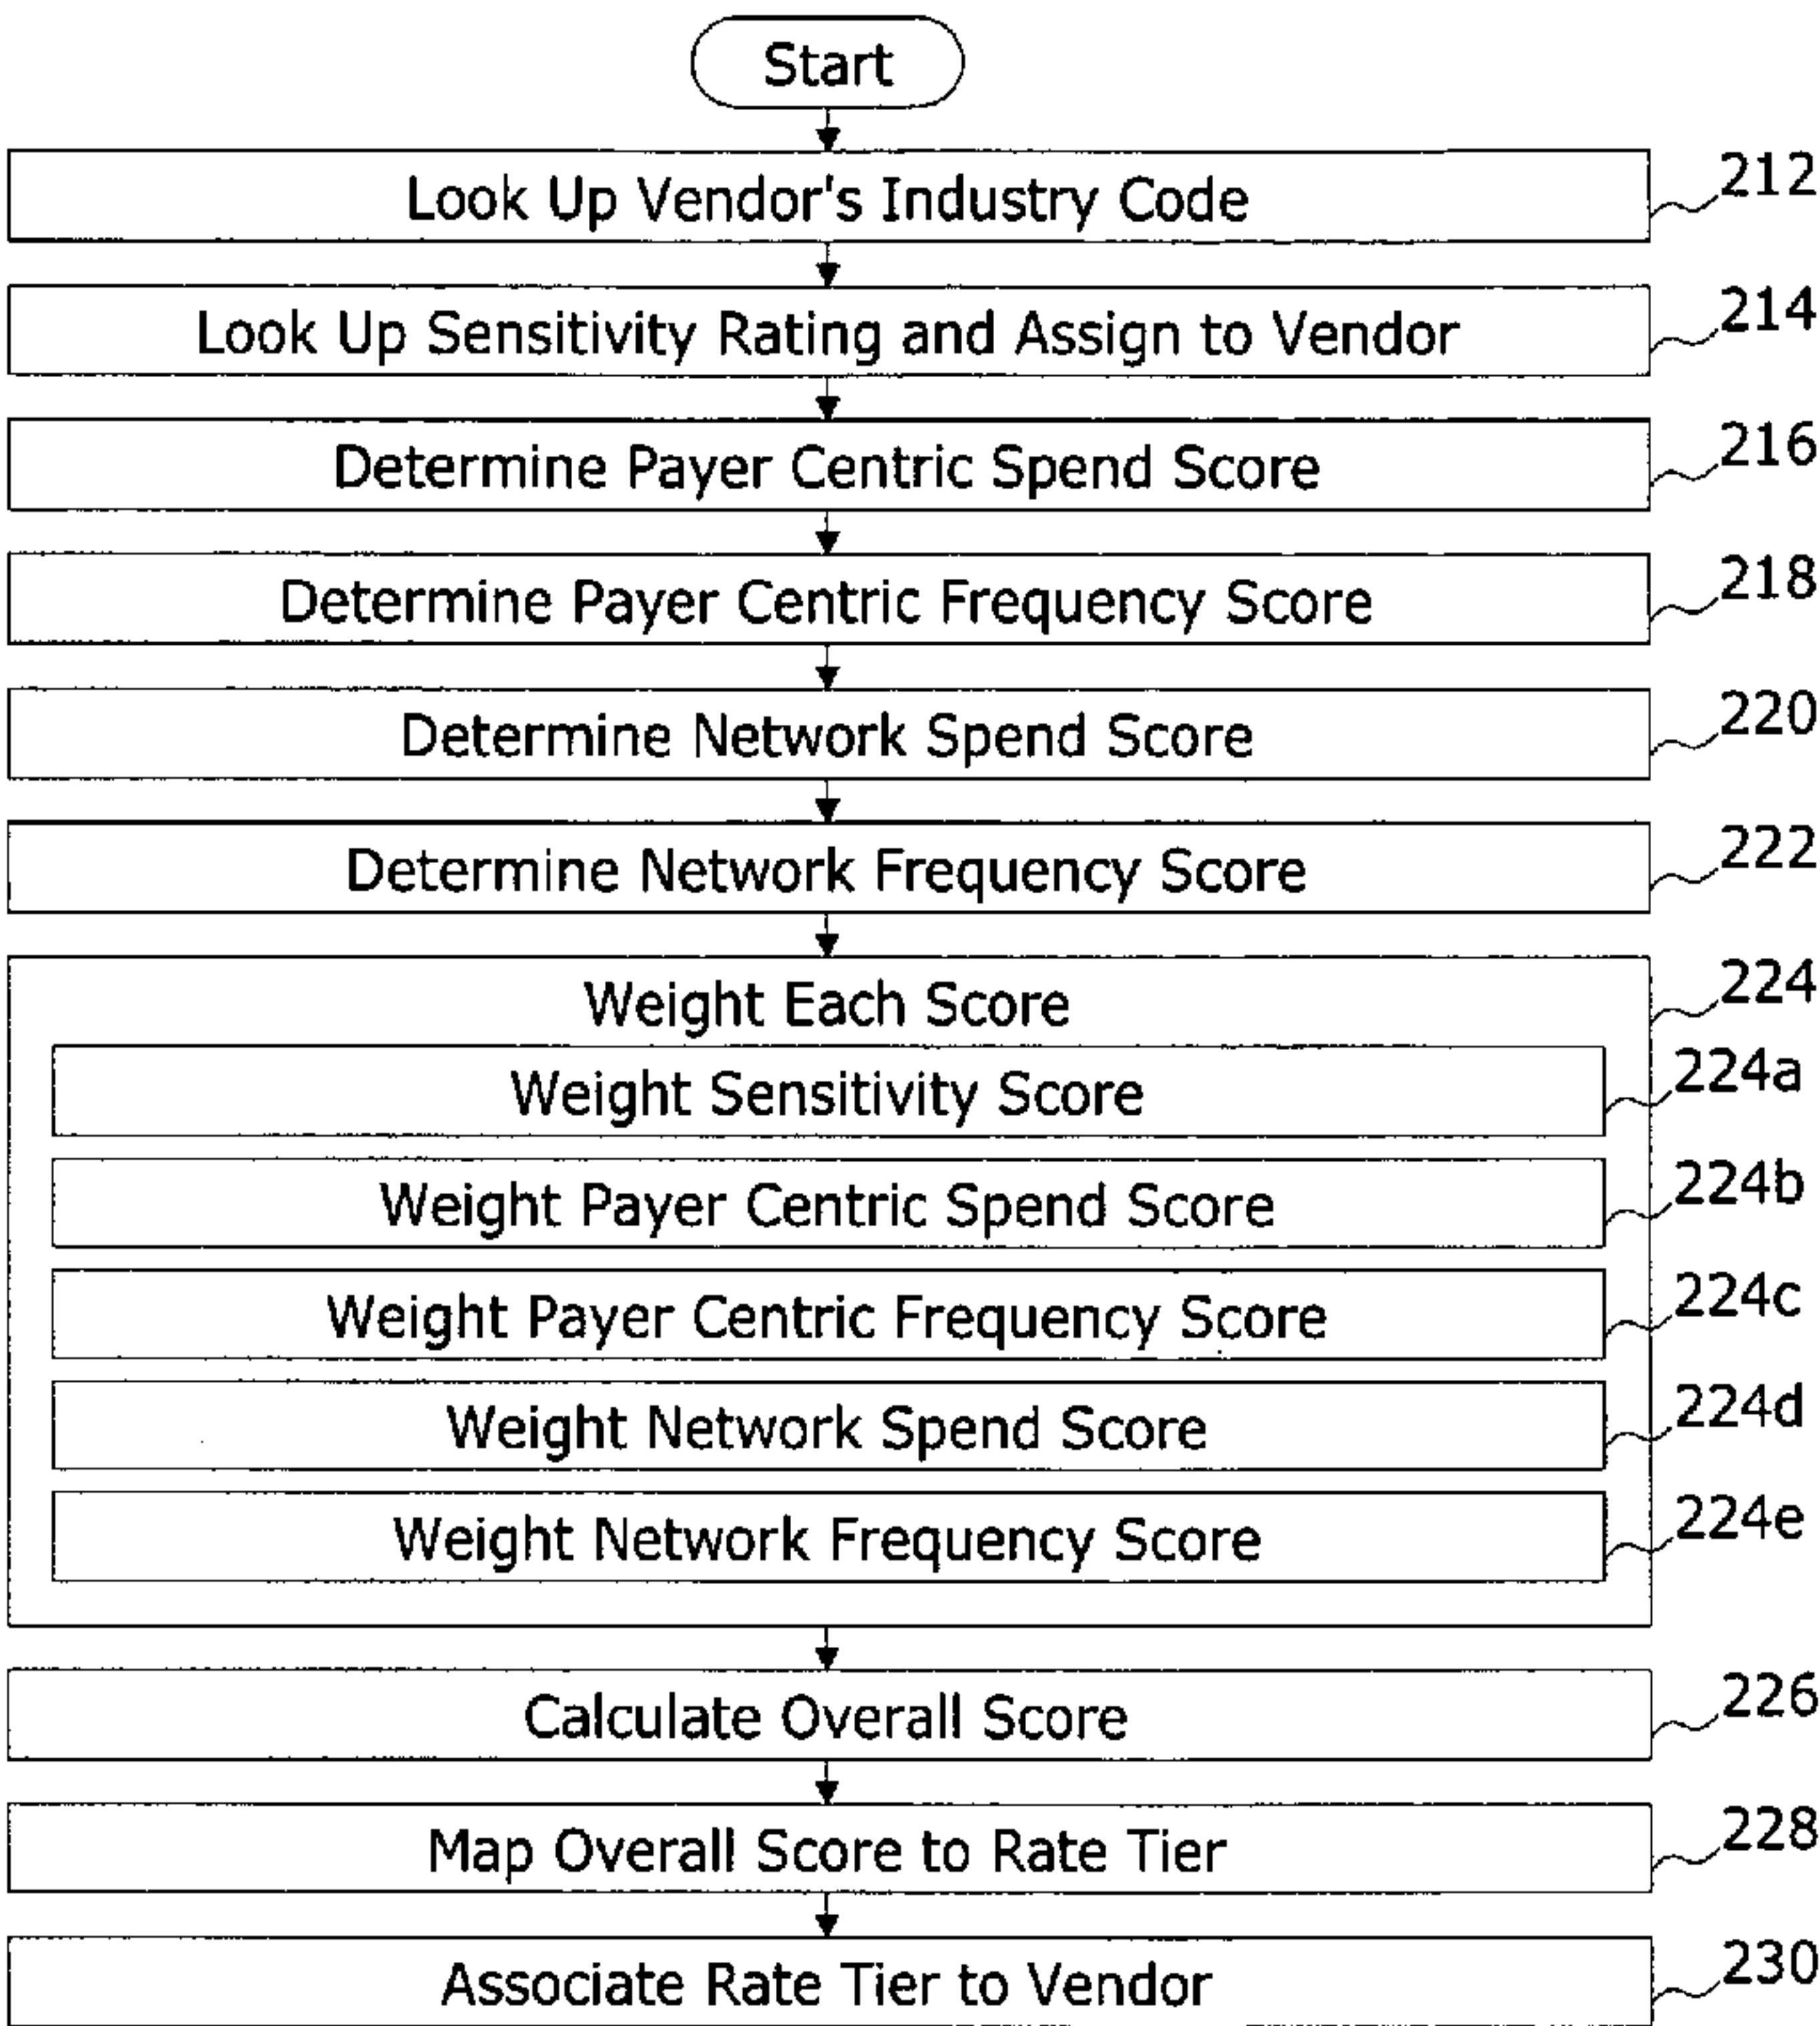 Start
Look Up Vendor's Industry Code 212
Look Up Sensitivity Rating and Assign to Vendor 214
Determine Payer Centric Spend Score 216
Determine Payer Centric Frequency Score 218
Determine Network Spend Score 220
Determine Network Frequency Score 222
Weight Each Score 224
Weight Sensitivity Score 224a
Weight Payer Centric Spend Score 224b
Weight Payer Centric Frequency Score 224c
Weight Network Spend Score 224d
Weight Network Frequency Score 224e
Calculate Overall Score 226
Map Overall Score to Rate Tier 228
Associate Rate Tier to Vendor 230